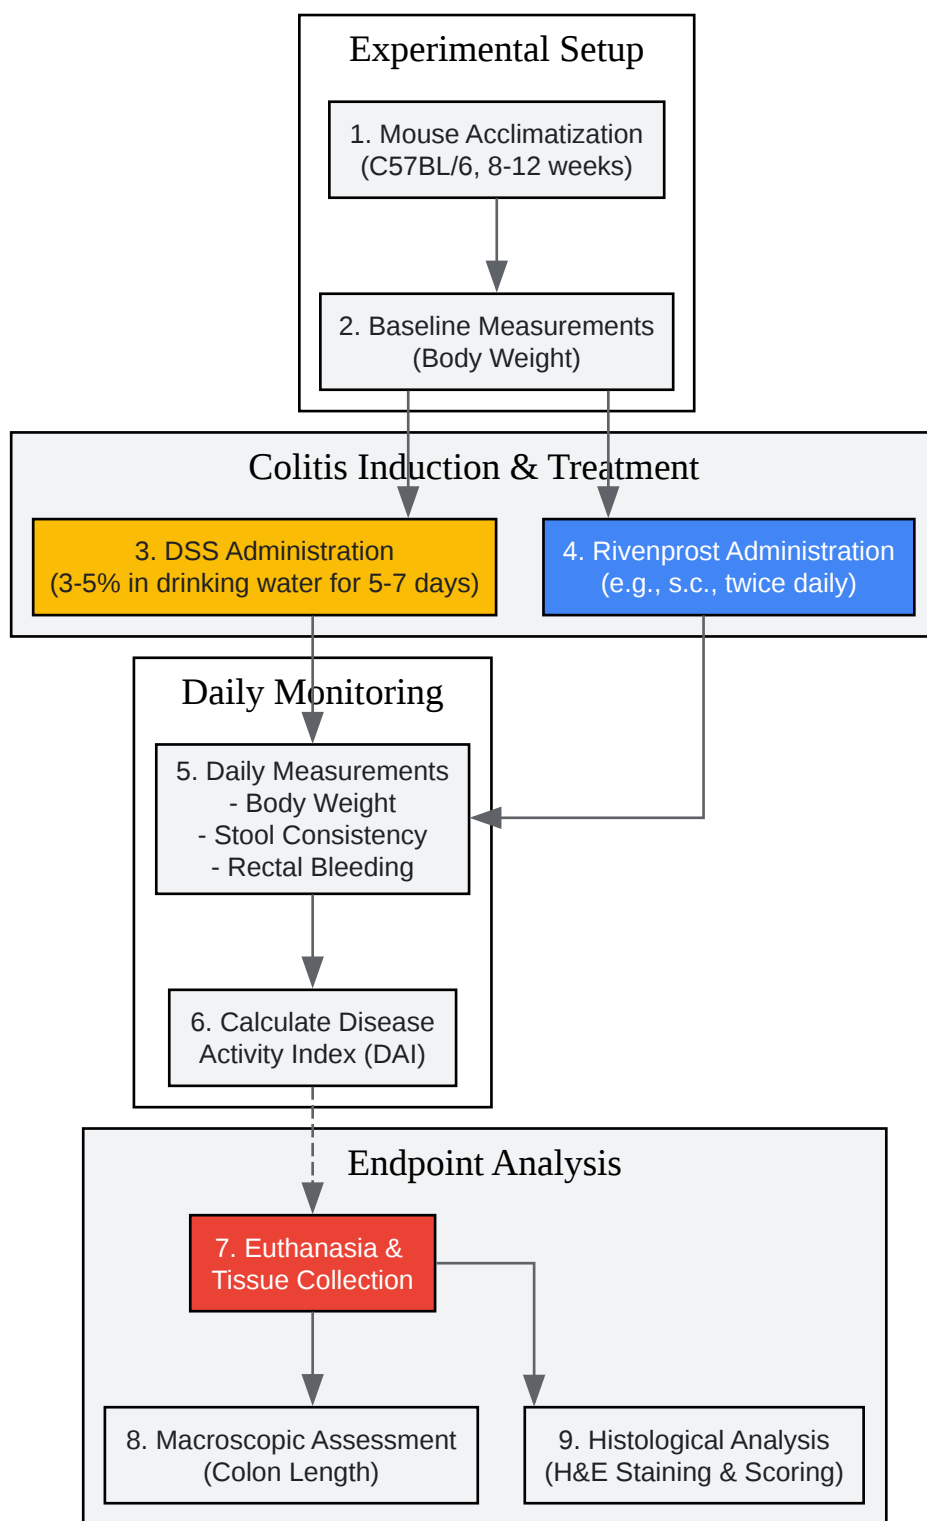 Experimental Setup
1. Mouse Acclimatization
(C57BL/6, 8-12 weeks)
2. Baseline Measurements
(Body Weight)
Colitis Induction & Treatment
3. DSS Administration
(3-5% in drinking water for 5-7 days)
4. Rivenprost Administration
(e.g., s.c., twice daily)
Daily Monitoring
5. Daily Measurements
- Body Weight
- Stool Consistency
- Rectal Bleeding
6. Calculate Disease
Activity Index (DAI)
Endpoint Analysis
7. Euthanasia &
Tissue Collection
8. Macroscopic Assessment
(Colon Length)
9. Histological Analysis
(H&E Staining & Scoring)